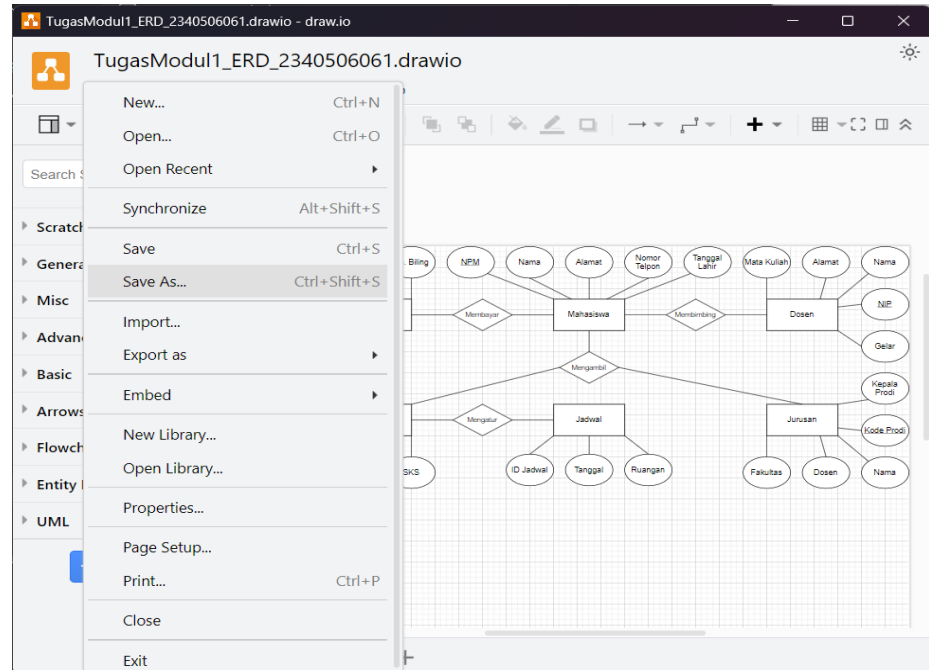 TugasModul1_ERD_2340506061.drawio - draw.io
TugasModul1_ERD_2340506061.drawio
New... Ctrl+N
Open... Ctrl+O
Open Recent
Search
Synchronize Alt+Shift+S
Save Ctrl+S
Save As... Ctrl+Shift+S
Import...
Export as
Embed
New Library...
Open Library...
Properties...
Page Setup...
Print... Ctrl+P
Close
Exit
Misc
Basic
Arrows
UML
Biling
NPM
Nama
Alamat
Nomor
Telpon
Tanggal
Lahir
Mata Kuliah
Alamat
Nama
Membayar
Mahasiswa
Membimbing
Dosen
NIP
Gelar
Mengambil
Kepala
Prodi
Mengatur
Jadwal
Jurusan
Kode Prodi
SKS
ID Jadwal
Tanggal
Ruangan
Fakultas
Dosen
Nama